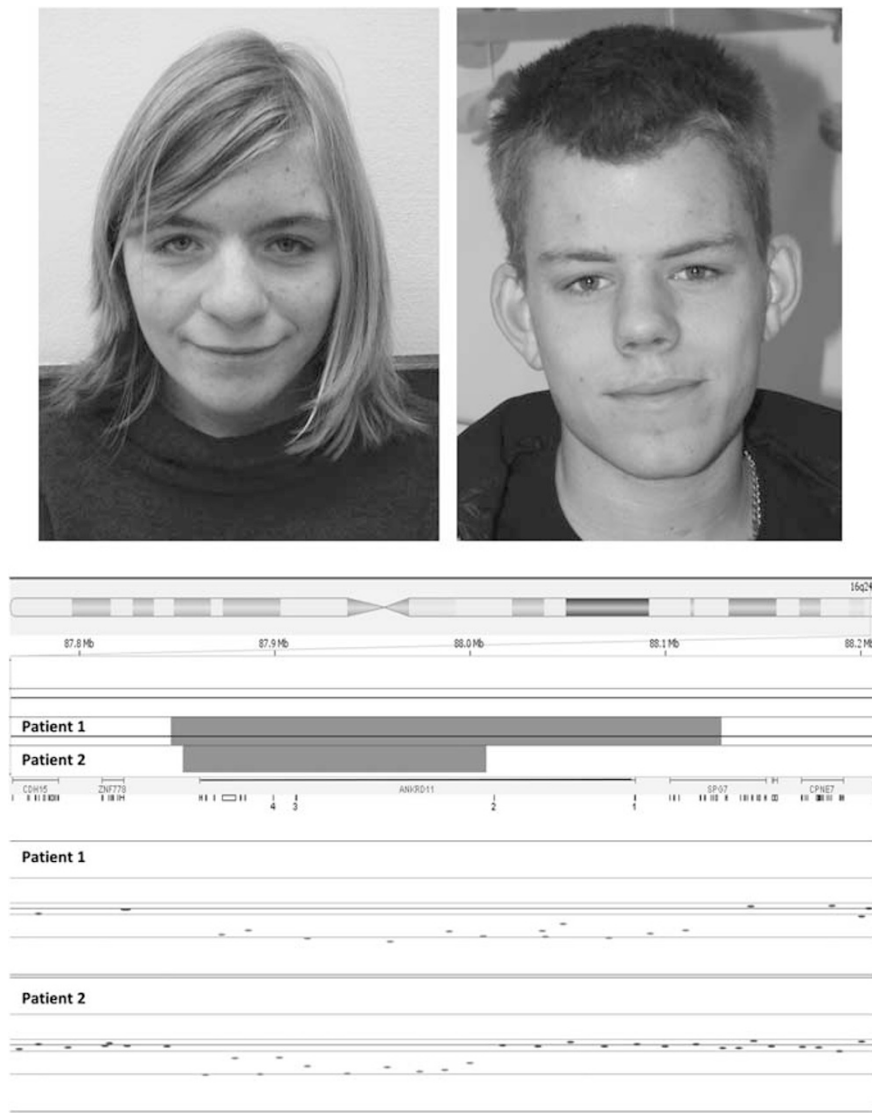 16q24
87.8 Mb 87.9 Mb 88.0 Mb 88.1 Mb 88.2 M
Patient 1
Patient 2
CDH15 ZNF778 ANKRD11 SPG7 CPNE7
4 3 2 1
Patient 1
Patient 2